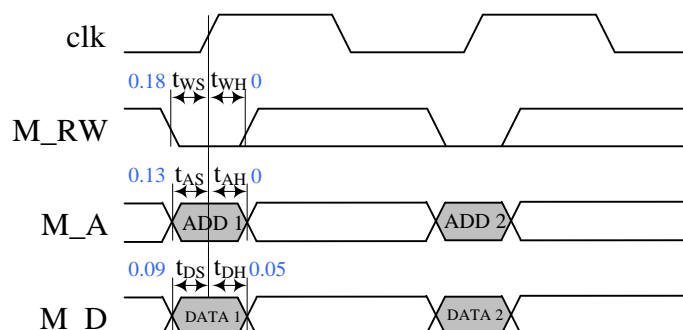 clk
0.18 tWS tWH 0
M_RW
0.13 tAS tAH 0
M_A ADD 1 ADD 2
0.09 tDS tDH 0.05
M_D DATA 1 DATA 2